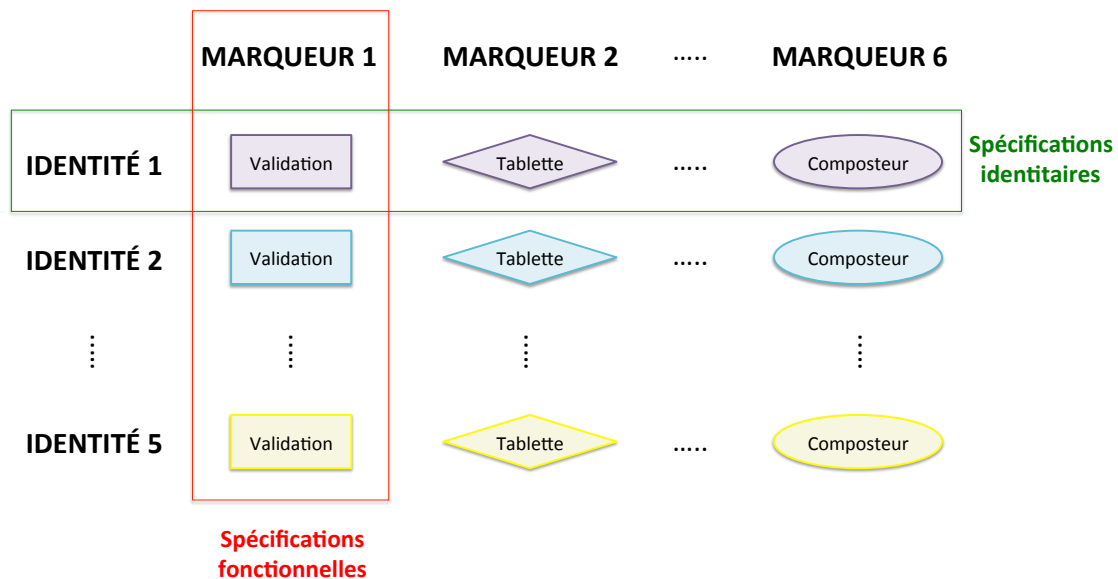 MARQUEUR 1 MARQUEUR 2 ..... MARQUEUR 6
IDENTITÉ 1 Validation Tablette ..... Composteur
Spécifications
identitaires
IDENTITÉ 2 Validation Tablette ..... Composteur
..... ..... ..... .....
IDENTITÉ 5 Validation Tablette ..... Composteur
Spécifications
fonctionnelles